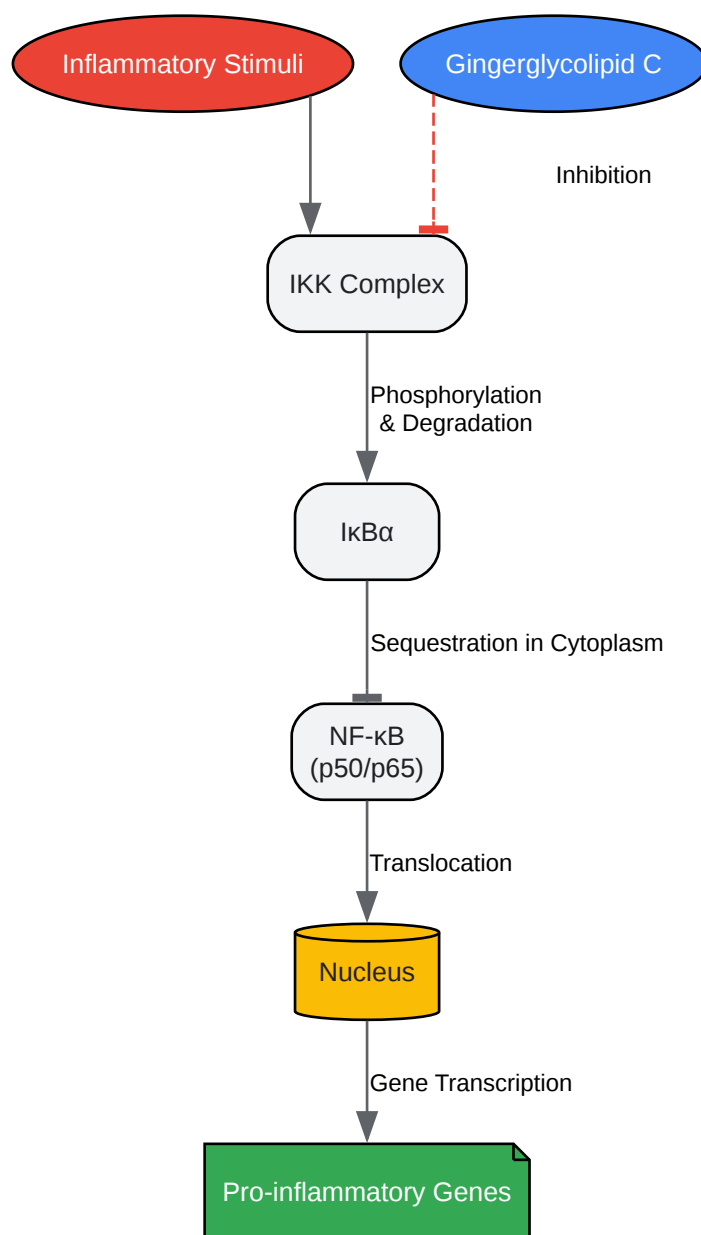 Inflammatory Stimuli
Gingerglycolipid C
Inhibition
IKK Complex
Phosphorylation
& Degradation
IκBα
Sequestration in Cytoplasm
NF-κB
(p50/p65)
Translocation
Nucleus
Gene Transcription
Pro-inflammatory Genes